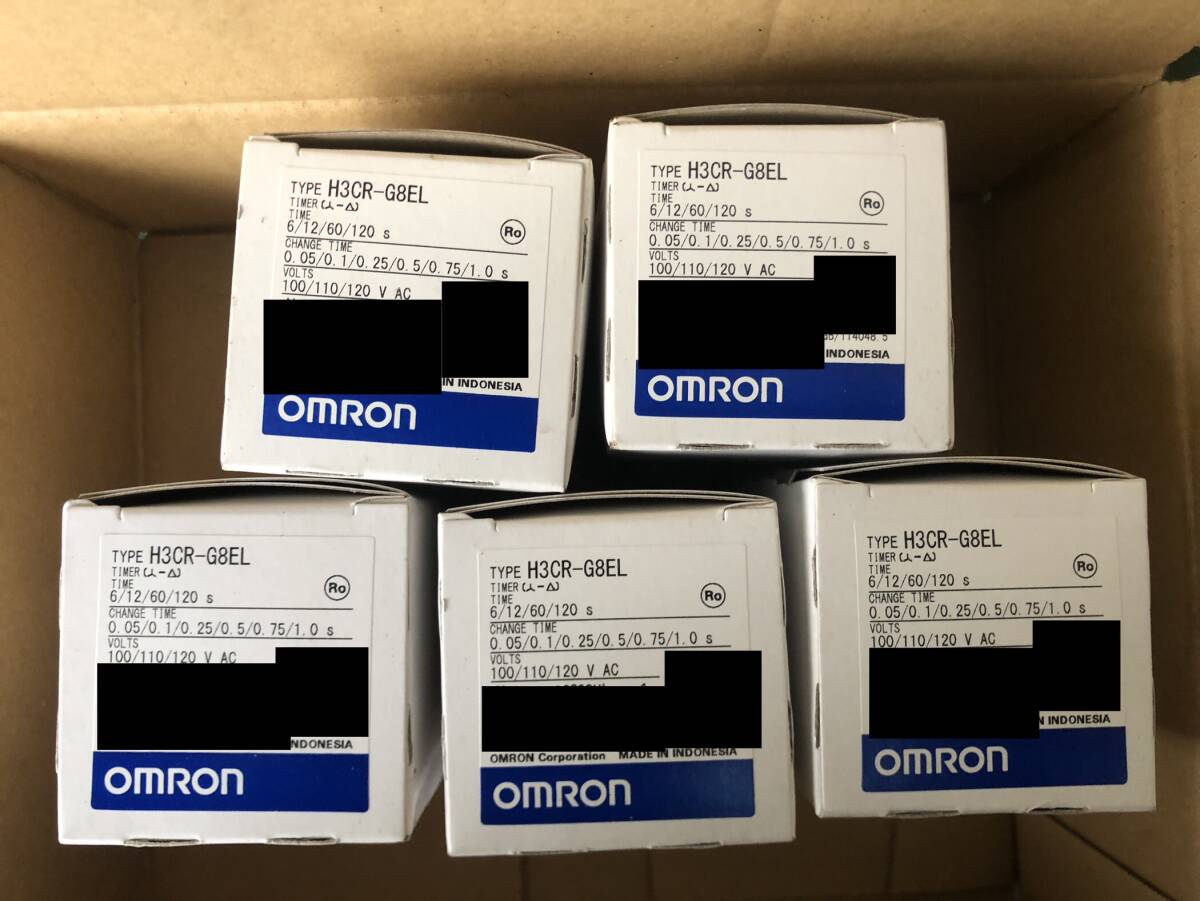 TYPE H3CR-G8EL
TIMER (人-△)
TIME
6/12/60/120 s
Ro
CHANGE TIME
0.05/0.1/0.25/0.5/0.75/1.0 s
VOLTS
100/110/120 V AC
IN INDONESIA
OMRON
TYPE H3CR-G8EL
TIMER (人-△)
TIME
6/12/60/120 s
Ro
CHANGE TIME
0.05/0.1/0.25/0.5/0.75/1.0 s
VOLTS
100/110/120 V AC
INDONESIA
OMRON
TYPE H3CR-G8EL
TIMER (人-△)
TIME
6/12/60/120 s
Ro
CHANGE TIME
0.05/0.1/0.25/0.5/0.75/1.0 s
VOLTS
100/110/120 V AC
NDONESIA
OMRON
TYPE H3CR-G8EL
TIMER (人-△)
TIME
6/12/60/120 s
Ro
CHANGE TIME
0.05/0.1/0.25/0.5/0.75/1.0 s
VOLTS
100/110/120 V AC
OMRON Corporation MADE IN INDONESIA
OMRON
TYPE H3CR-G8EL
TIMER (人-△)
TIME
6/12/60/120 s
Ro
CHANGE TIME
0.05/0.1/0.25/0.5/0.75/1.0 s
VOLTS
100/110/120 V AC
N INDONESIA
OMRON